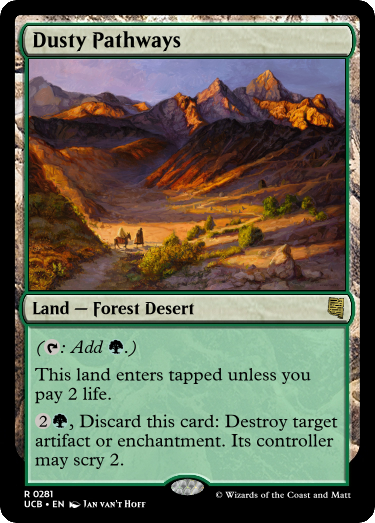 Dusty Pathways
Land — Forest Desert
(: Add .)
This land enters tapped unless you
pay 2 life.
2, Discard this card: Destroy target
artifact or enchantment. Its controller
may scry 2.
R 0281
UCB • EN Jan van't Hoff
© Wizards of the Coast and Matt